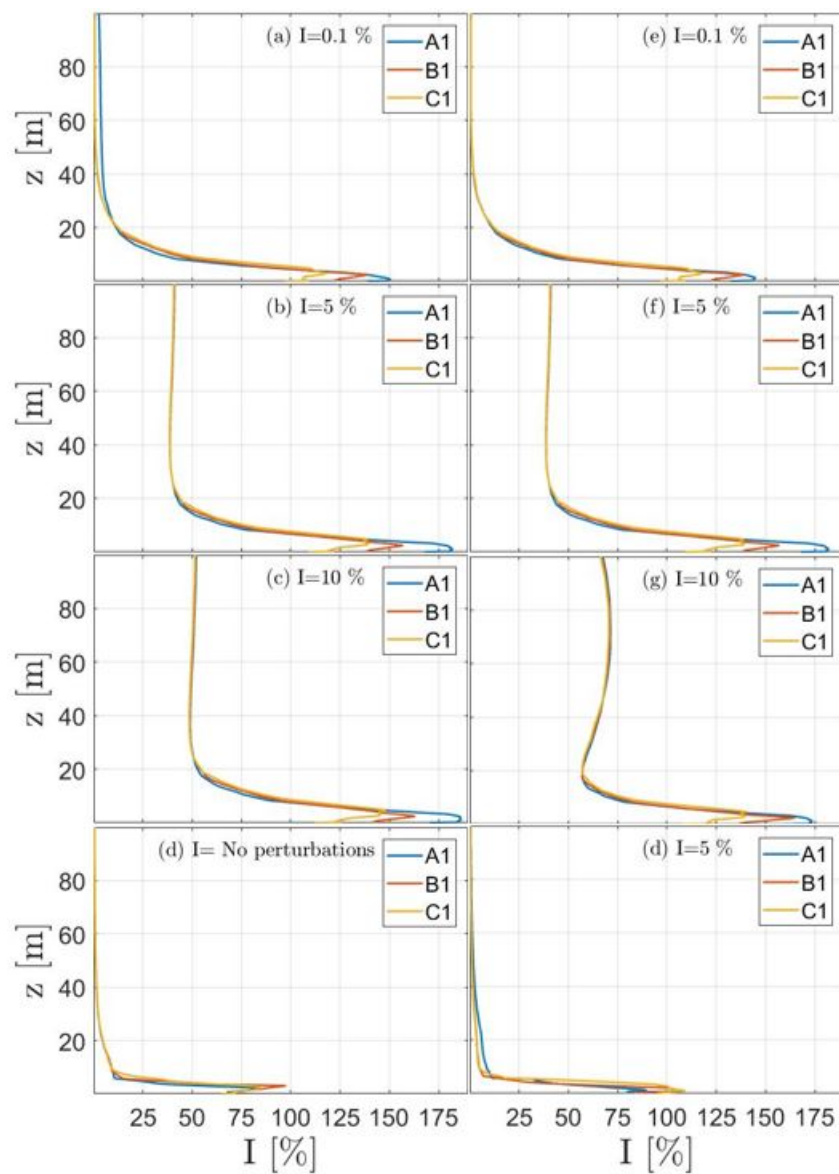 (a) I=0.1 %
A1
B1
C1
80
60
40
20
z [m]
(e) I=0.1 %
A1
B1
C1
(b) I=5 %
A1
B1
C1
80
60
40
20
z [m]
(f) I=5 %
A1
B1
C1
(c) I=10 %
A1
B1
C1
80
60
40
20
z [m]
(g) I=10 %
A1
B1
C1
(d) I= No perturbations
A1
B1
C1
80
60
40
20
z [m]
(d) I=5 %
A1
B1
C1
25 50 75 100 125 150 175
I [%]
25 50 75 100 125 150 175
I [%]